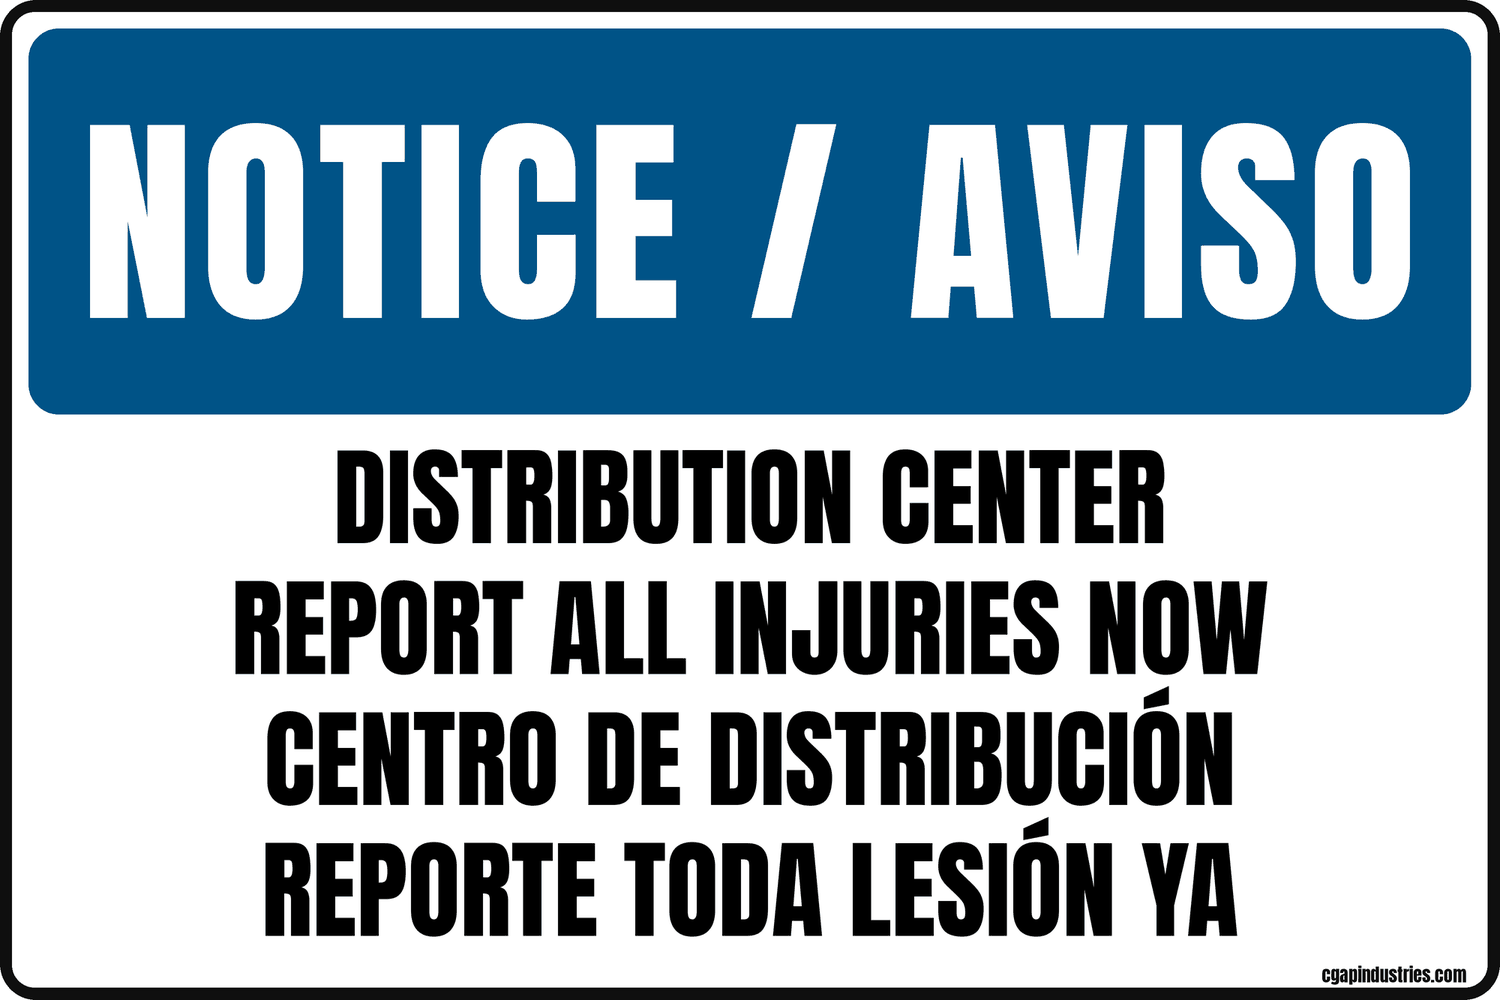 NOTICE / AVISO
DISTRIBUTION CENTER
REPORT ALL INJURIES NOW
CENTRO DE DISTRIBUCIÓN
REPORTE TODA LESIÓN YA
cgapindustries.com